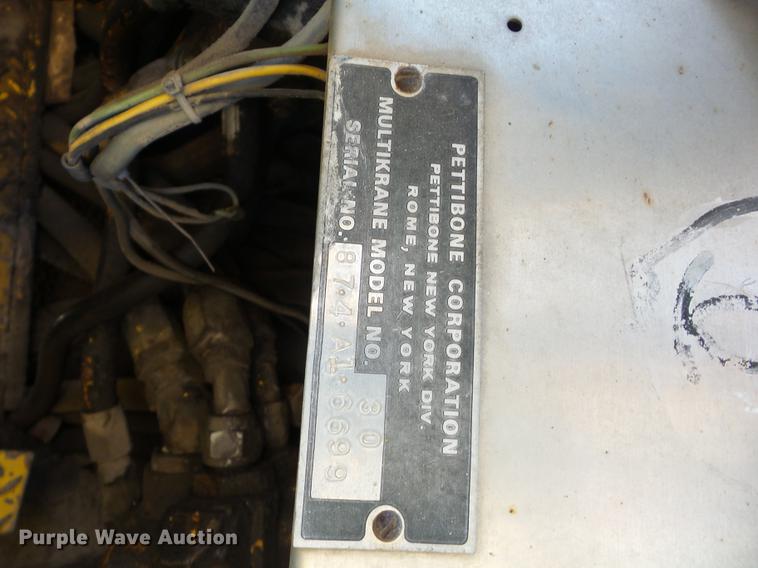 PETTIBONE CORPORATION
PETTIBONE NEW YORK DIV.
ROME, NEW YORK
MULTIKRANE MODEL NO. 30
SERIAL NO. 874·A1·6699
Purple Wave Auction